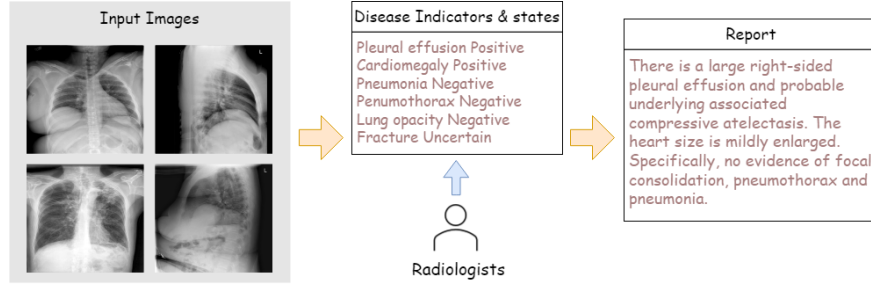 Input Images
L
L
Disease Indicators & states
Pleural effusion Positive
Cardiomegaly Positive
Pneumonia Negative
Penumothorax Negative
Lung opacity Negative
Fracture Uncertain
Radiologists
Report
There is a large right-sided
pleural effusion and probable
underlying associated
compressive atelectasis. The
heart size is mildly enlarged.
Specifically, no evidence of focal
consolidation, pneumothorax and
pneumonia.